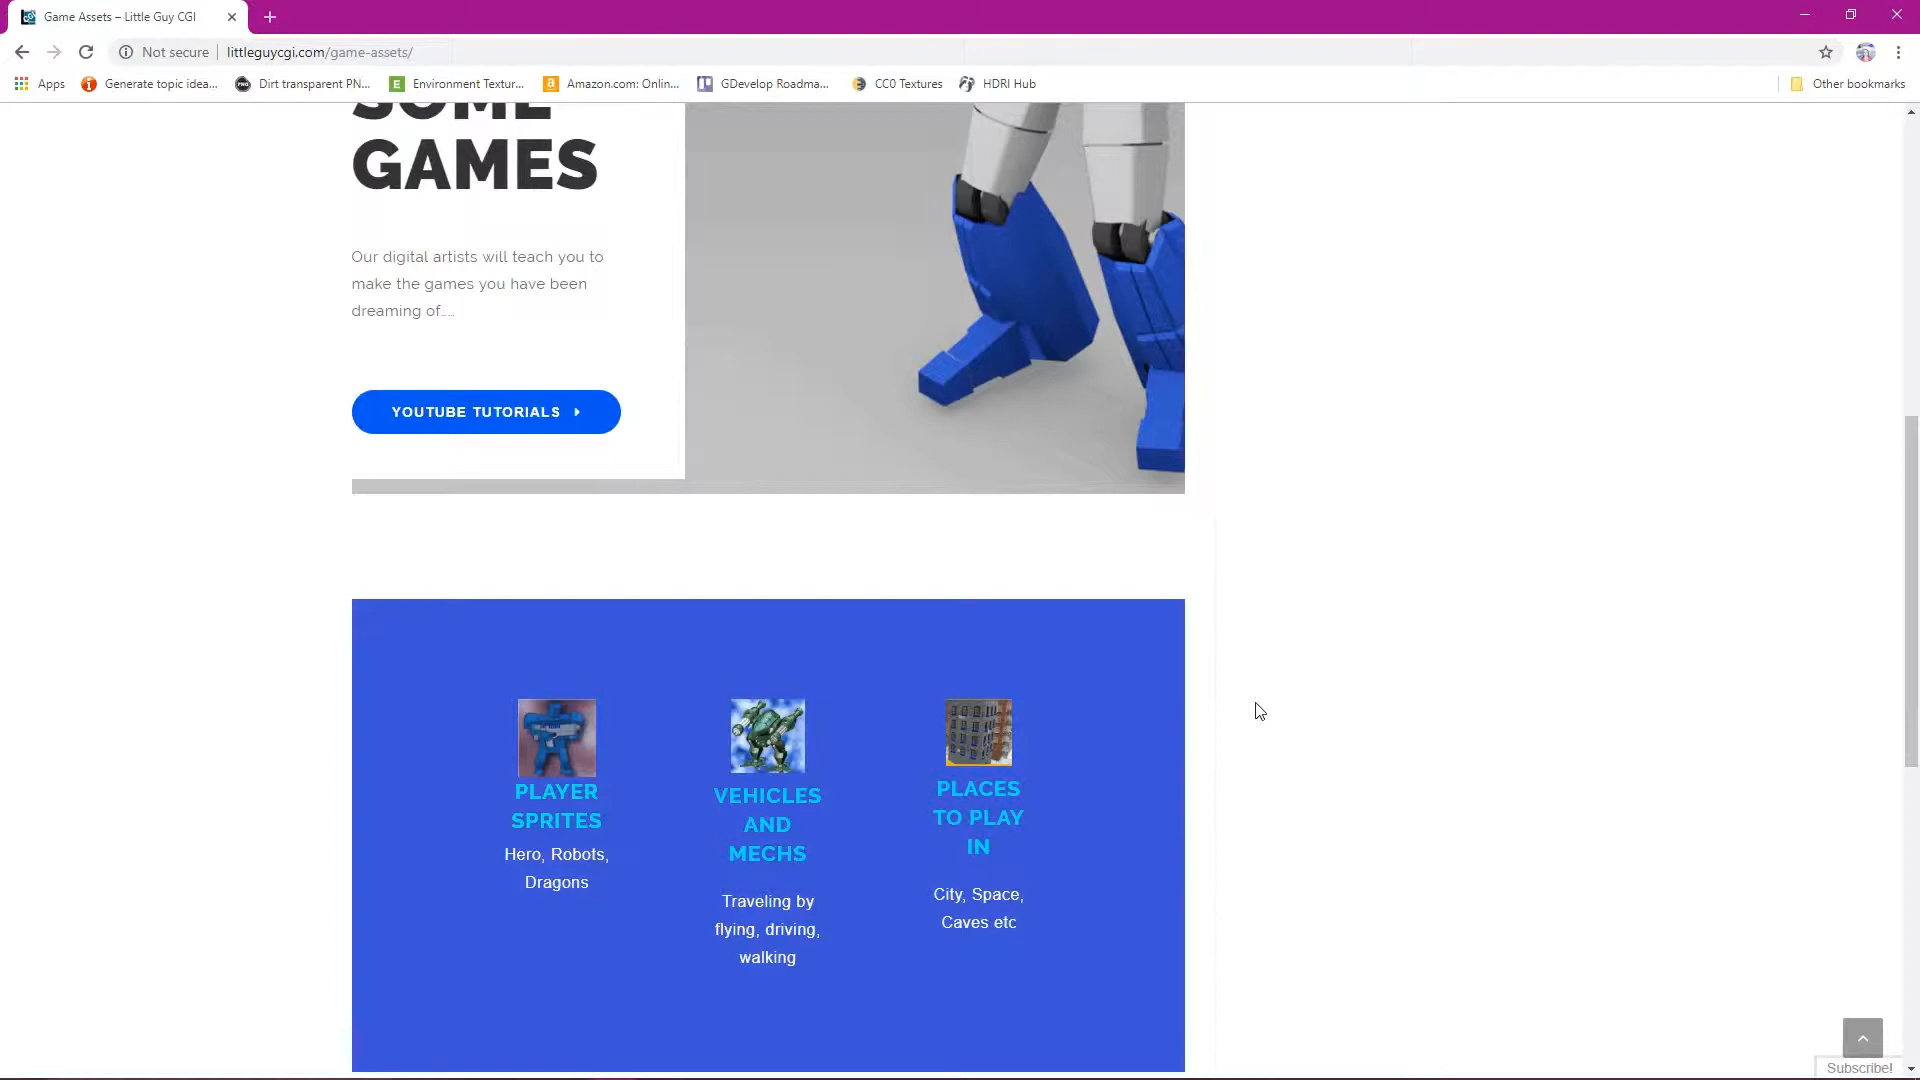 Game Assets – Little Guy CGI
Not secure
littleguycgi.com/game-assets/
Apps
Generate topic idea...
Dirt transparent PN...
Environment Textur...
Amazon.com: Onlin...
GDevelop Roadma...
CC0 Textures
HDRI Hub
Other bookmarks
SOME
GAMES
Our digital artists will teach you to
make the games you have been
dreaming of.....
YOUTUBE TUTORIALS
PLAYER
SPRITES
Hero, Robots,
Dragons
VEHICLES
AND
MECHS
Traveling by
flying, driving,
walking
PLACES
TO PLAY
IN
City, Space,
Caves etc
Subscribe!